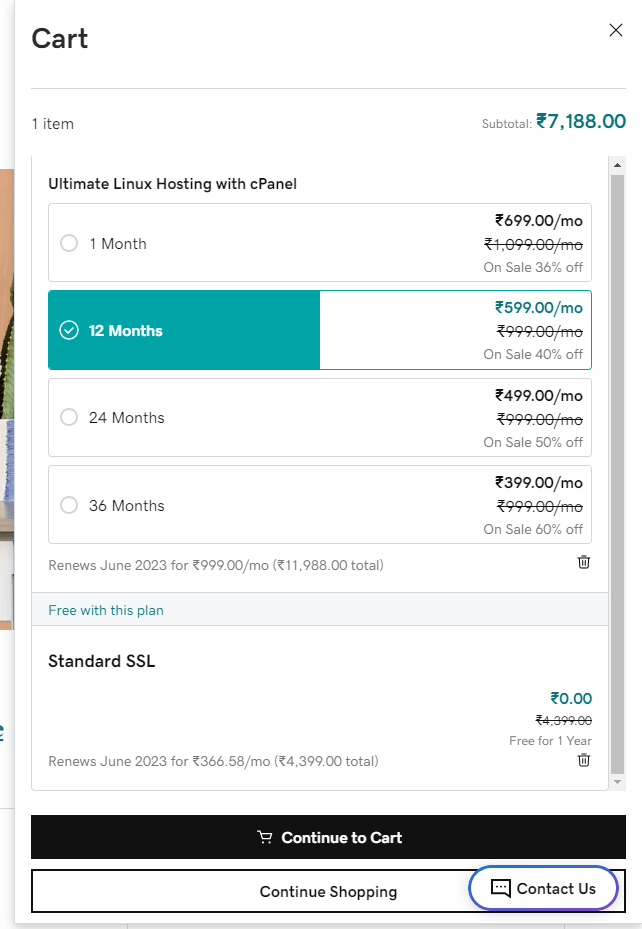 Cart
1 item
Subtotal: ₹7,188.00
Ultimate Linux Hosting with cPanel
1 Month
₹699.00/mo
₹1,099.00/mo
On Sale 36% off
12 Months
₹599.00/mo
₹999.00/mo
On Sale 40% off
24 Months
₹499.00/mo
₹999.00/mo
On Sale 50% off
36 Months
₹399.00/mo
₹999.00/mo
On Sale 60% off
Renews June 2023 for ₹999.00/mo (₹11,988.00 total)
Free with this plan
Standard SSL
₹0.00
₹4,399.00
Free for 1 Year
Renews June 2023 for ₹366.58/mo (₹4,399.00 total)
Continue to Cart
Continue Shopping
Contact Us